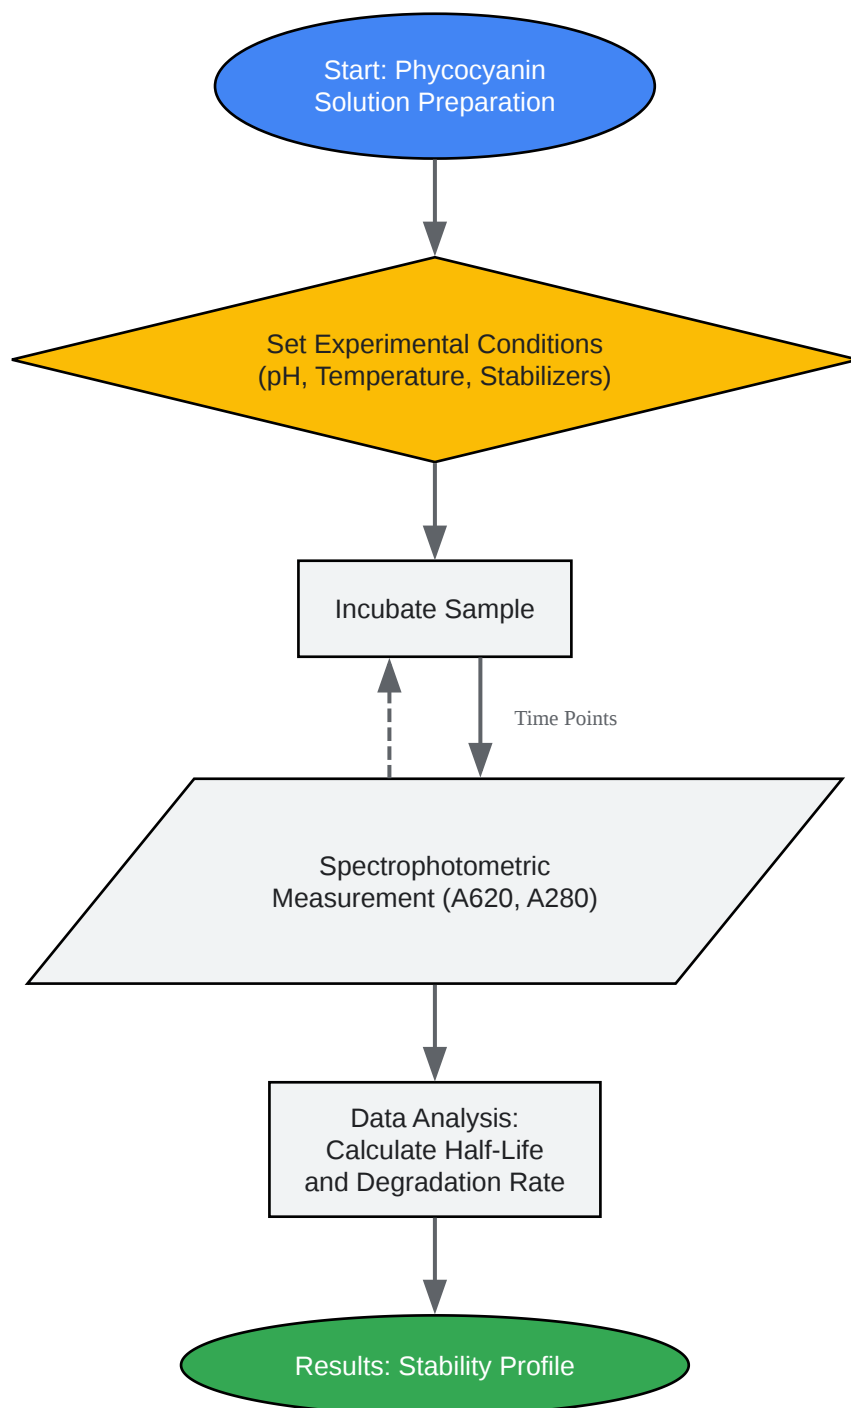 Start: Phycocyanin
Solution Preparation
Set Experimental Conditions
(pH, Temperature, Stabilizers)
Incubate Sample
Time Points
Spectrophotometric
Measurement (A620, A280)
Data Analysis:
Calculate Half-Life
and Degradation Rate
Results: Stability Profile